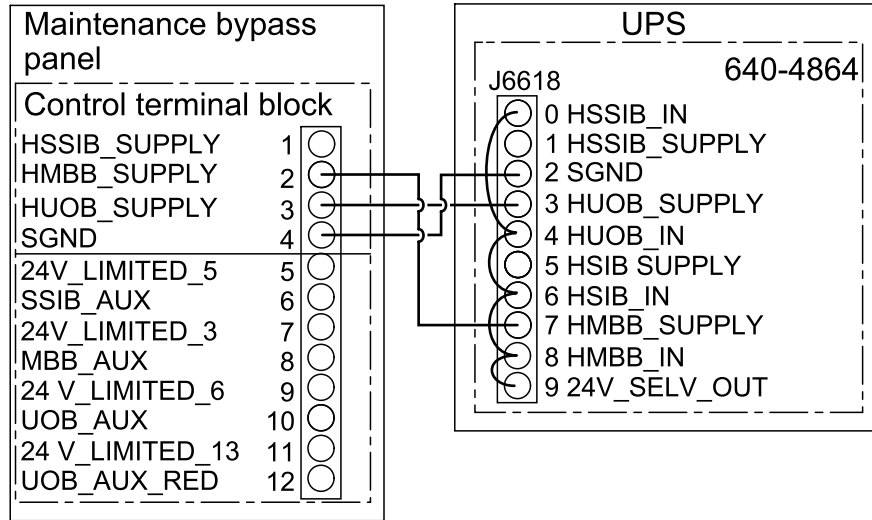 Maintenance bypass
panel
Control terminal block
HSSIB_SUPPLY 1
HMBB_SUPPLY 2
HUOB_SUPPLY 3
SGND 4
24V_LIMITED_5 5
SSIB_AUX 6
24V_LIMITED_3 7
MBB_AUX 8
24 V_LIMITED_6 9
UOB_AUX 10
24 V_LIMITED_13 11
UOB_AUX_RED 12
UPS
640-4864
J6618
0 HSSIB_IN
1 HSSIB_SUPPLY
2 SGND
3 HUOB_SUPPLY
4 HUOB_IN
5 HSIB SUPPLY
6 HSIB_IN
7 HMBB_SUPPLY
8 HMBB_IN
9 24V_SELV_OUT